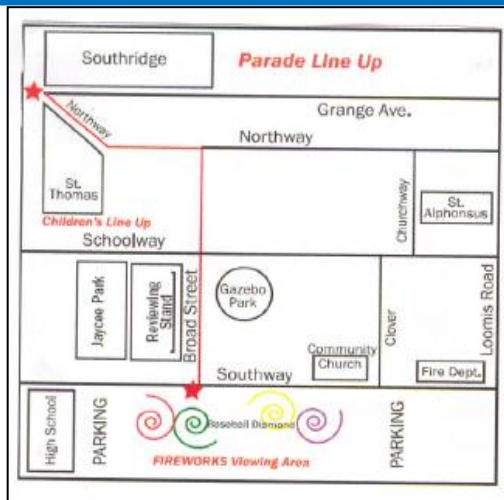 Southridge
Parade Line Up
Grange Ave.
Northway
Northway
St.
Thomas
Churchway
St.
Alphonsus
Children's Line Up
Schoolway
Jaycee Park
Reviewing
Stand
Broad Street
Gazebo
Park
Clover
Loomis Road
Community
Church
Southway
Fire Dept.
High School
PARKING
Baseball Diamond
PARKING
FIREWORKS Viewing Area